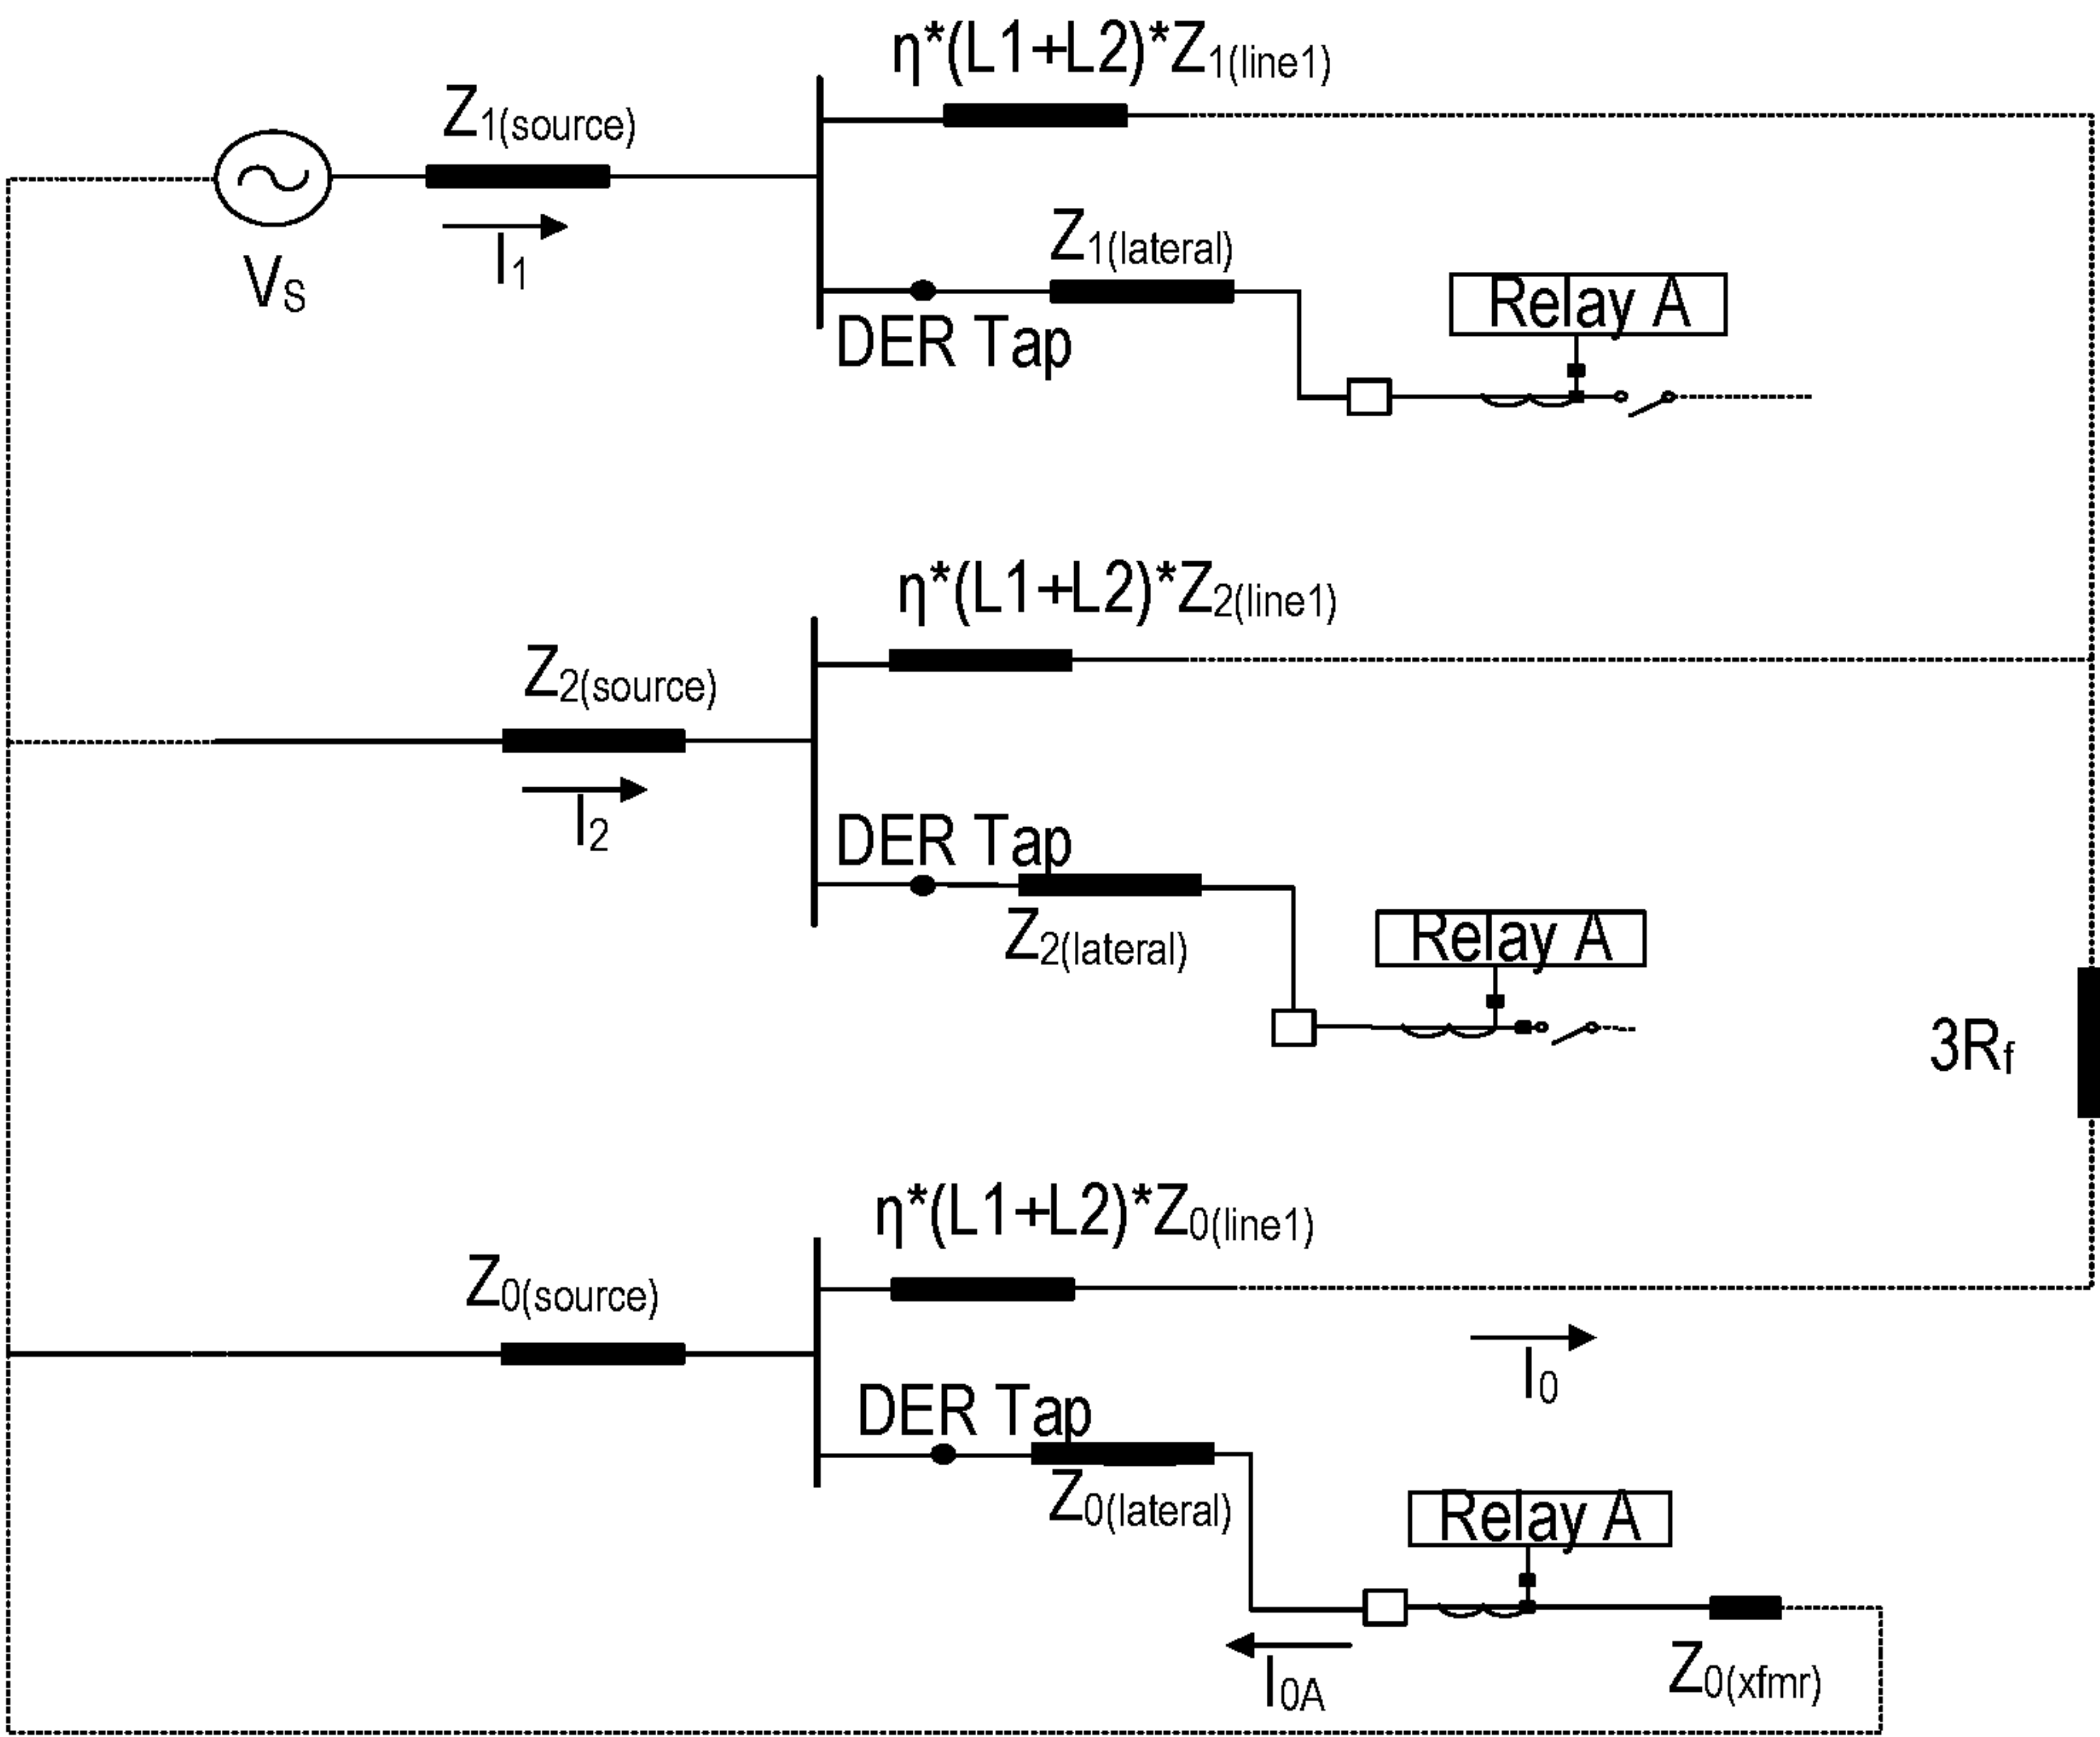 η*(L1+L2)*Z1(line1)
Z1(source)
I1
VS
Z1(lateral)
DER Tap
Relay A
η*(L1+L2)*Z2(line1)
Z2(source)
I2
DER Tap
Z2(lateral)
Relay A
3Rf
η*(L1+L2)*Z0(line1)
Z0(source)
I0
DER Tap
Z0(lateral)
Relay A
I0A
Z0(xfmr)